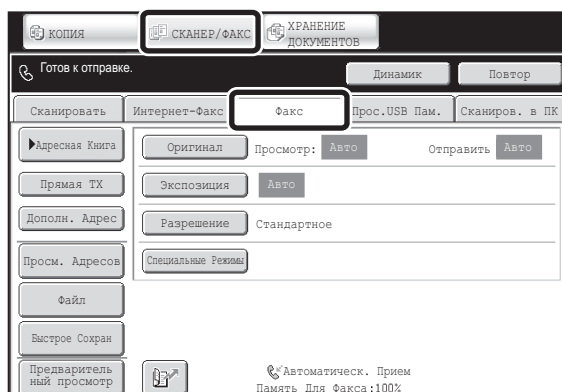 КОПИЯ
СКАНЕР/ФАКС
ХРАНЕНИЕ
ДОКУМЕНТОВ
Готов к отправке.
Динамик
Повтор
Сканировать
Интернет-Факс
Факс
Прос.USB Пам.
Сканиров. в ПК
Адресная Книга
Оригинал
Просмотр:
Авто
Отправить
Авто
Прямая TX
Экспозиция
Авто
Дополн. Адрес
Разрешение
Стандартное
Просм. Адресов
Специальные Режимы
Файл
Быстрое Сохран
Предваритель
ный просмотр
Автоматическ. Прием
Память Для Факса:100%